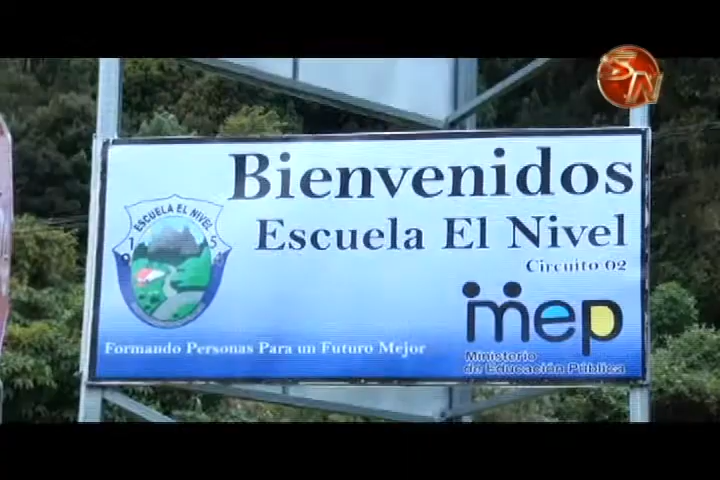 SN
Bienvenidos
Escuela El Nivel
Circuito 02
ESCUELA EL NIVEL
mep
Ministerio
de Educación Pública
Formando Personas Para un Futuro Mejor